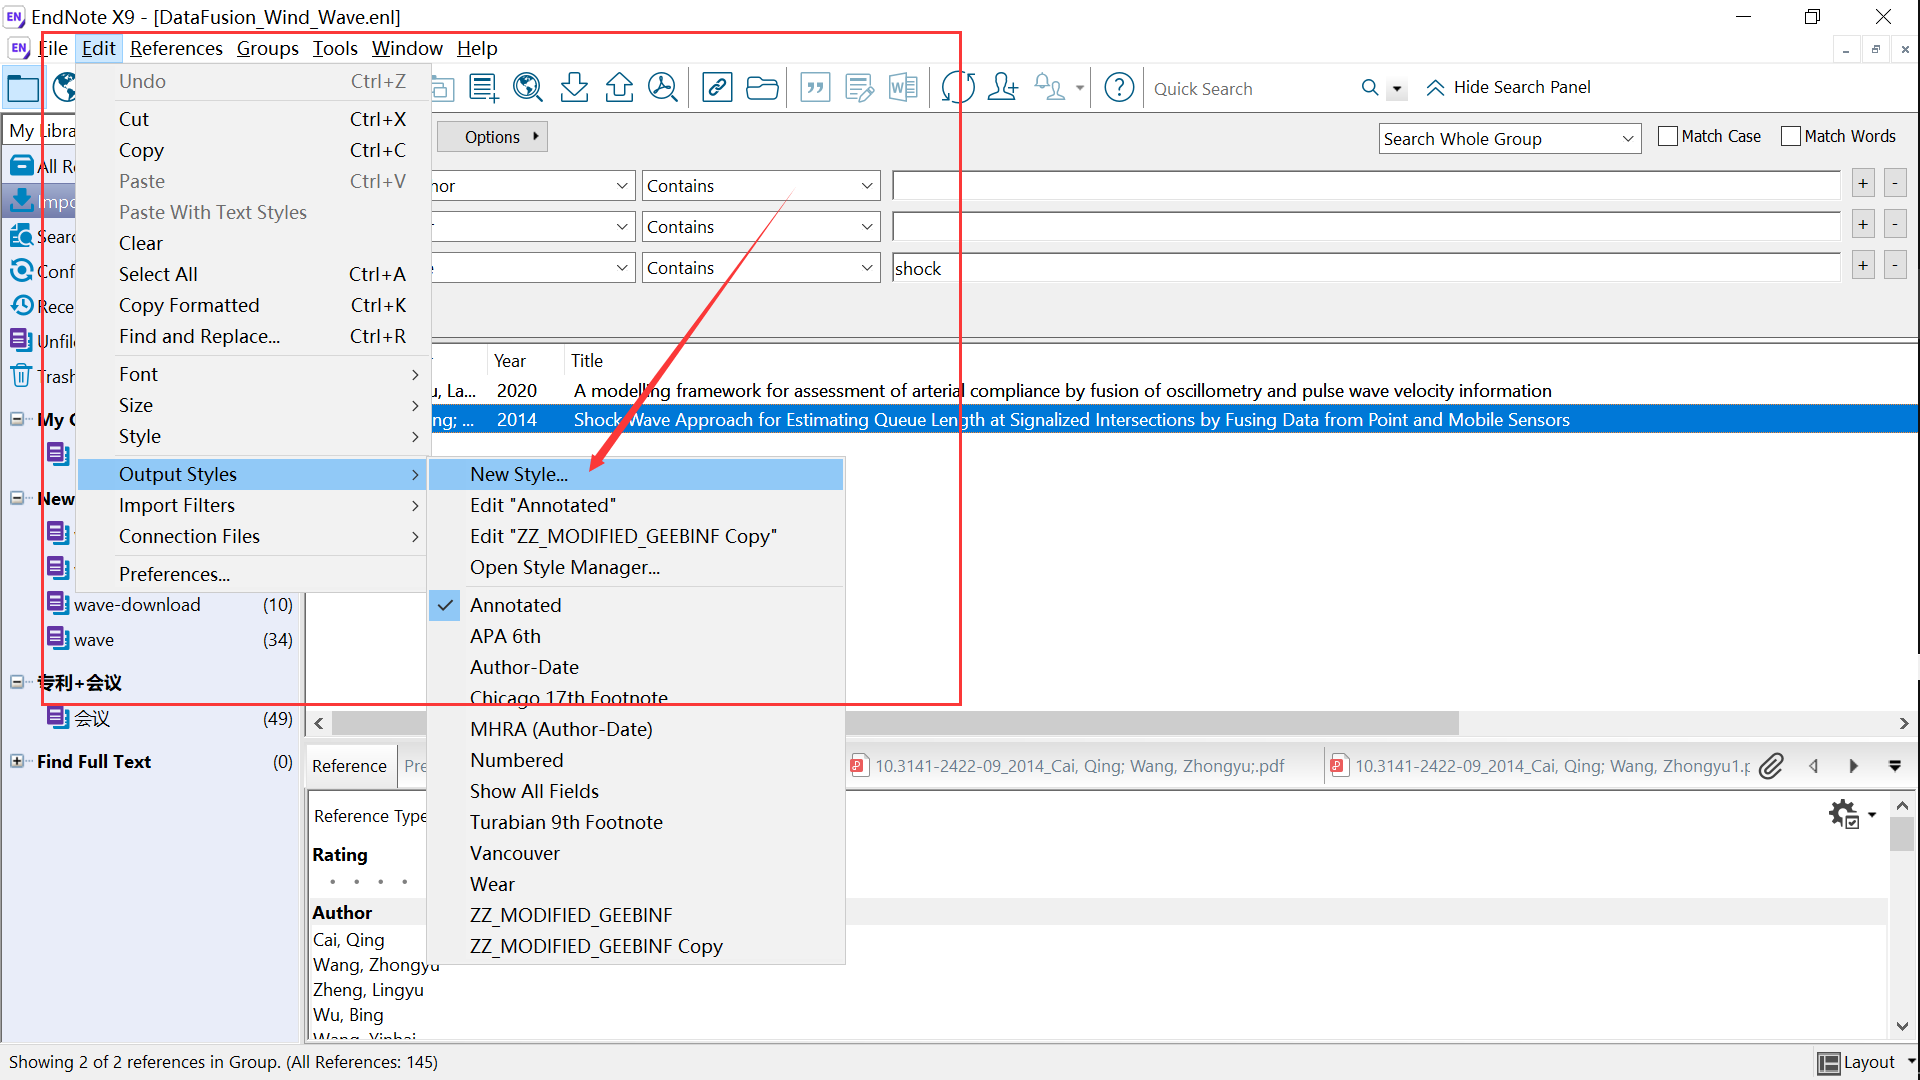 EndNote X9 - [DataFusion_Wind_Wave.enl]
File Edit References Groups Tools Window Help
Undo Ctrl+Z
Quick Search
Hide Search Panel
Cut Ctrl+X
Copy Ctrl+C
Paste Ctrl+V
Paste With Text Styles
Clear
Select All Ctrl+A
Copy Formatted Ctrl+K
Find and Replace... Ctrl+R
Font
Size
Style
Output Styles
Import Filters
Connection Files
Preferences...
My Libra
All Re
Impo
Searc
Conf
Rece
Unfile
Trash
My G
New
wave-download (10)
wave (34)
专利+会议
会议 (49)
Find Full Text (0)
Options
Search Whole Group
Match Case
Match Words
hor Contains + -
Contains + -
Contains shock + -
Year Title
u, La... 2020 A modelling framework for assessment of arterial compliance by fusion of oscillometry and pulse wave velocity information
ng; ... 2014 Shock Wave Approach for Estimating Queue Length at Signalized Intersections by Fusing Data from Point and Mobile Sensors
New Style...
Edit "Annotated"
Edit "ZZ_MODIFIED_GEEBINF Copy"
Open Style Manager...
Annotated
APA 6th
Author-Date
Chicago 17th Footnote
MHRA (Author-Date)
Numbered
Show All Fields
Turabian 9th Footnote
Vancouver
Wear
ZZ_MODIFIED_GEEBINF
ZZ_MODIFIED_GEEBINF Copy
Reference Pre 10.3141-2422-09_2014_Cai, Qing; Wang, Zhongyu;.pdf 10.3141-2422-09_2014_Cai, Qing; Wang, Zhongyu1.p
Reference Type
Rating
Author
Cai, Qing
Wang, Zhongyu
Zheng, Lingyu
Wu, Bing
Wang, Yinhai
Showing 2 of 2 references in Group. (All References: 145)
Layout